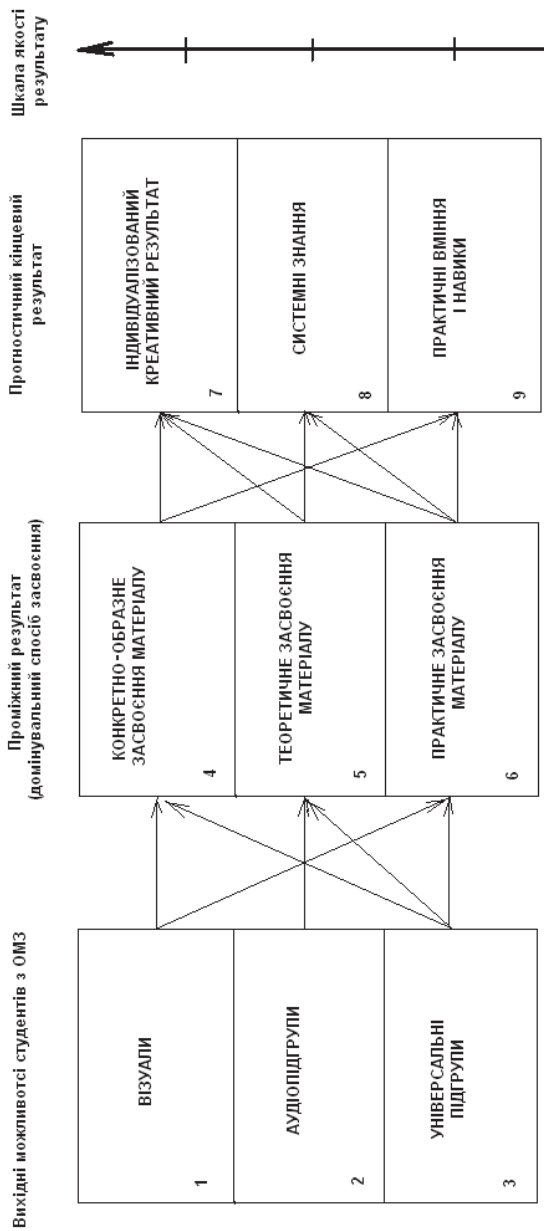 Вихідні можливотсі студентів з ОМЗ
ВІЗУАЛИ
1
АУДІОПІДГРУПИ
2
УНІВЕРСАЛЬНІ
ПІДГРУПИ
3
Проміжний результат
(домінувальний спосіб засвоєння)
КОНКРЕТНО-ОБРАЗНЕ
ЗАСВОЄННЯ МАТЕРІАЛУ
4
ТЕОРЕТИЧНЕ ЗАСВОЄННЯ
МАТЕРІАЛУ
5
ПРАКТИЧНЕ ЗАСВОЄННЯ
МАТЕРІАЛУ
6
Прогностичний кінцевий
результат
ІНДИВІДУАЛІЗОВАНИЙ
КРЕАТИВНИЙ РЕЗУЛЬТАТ
7
СИСТЕМНІ ЗНАННЯ
8
ПРАКТИЧНІ ВМІННЯ
І НАВИКИ
9
Шкала якості
результату